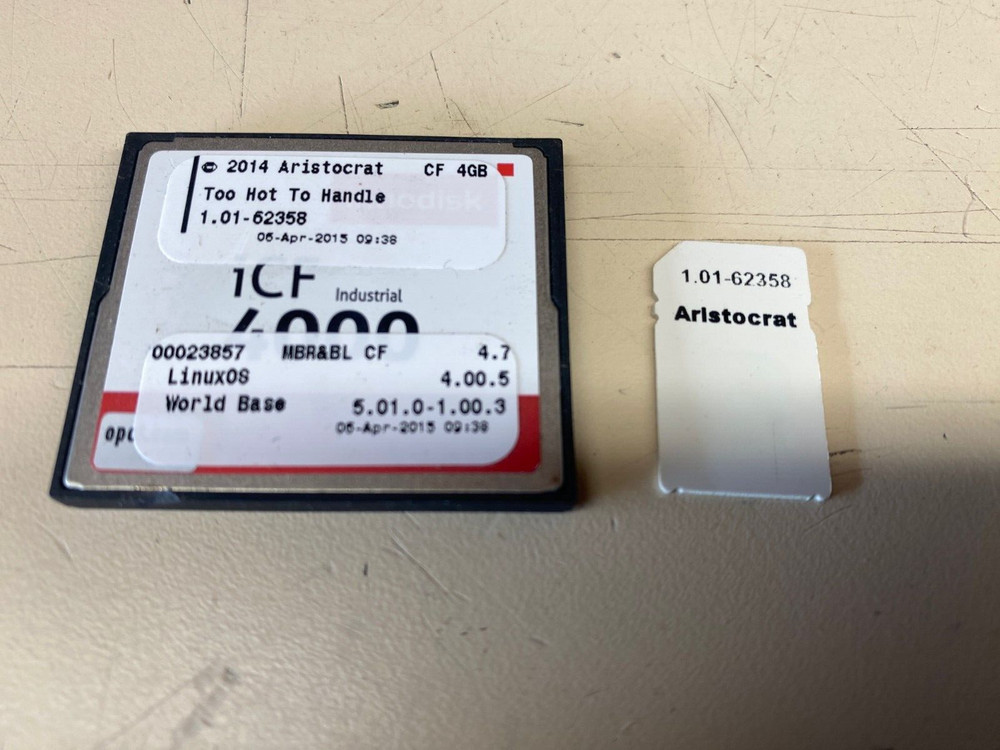 © 2014 Aristocrat CF 4GB
Too Hot To Handle
1.01-62358
06-Apr-2015 09:38
iCF Industrial
4000
00023857 MBR&BL CF 4.7
LinuxOS 4.00.5
World Base 5.01.0-1.00.3
06-Apr-2015 09:38
1.01-62358
Aristocrat